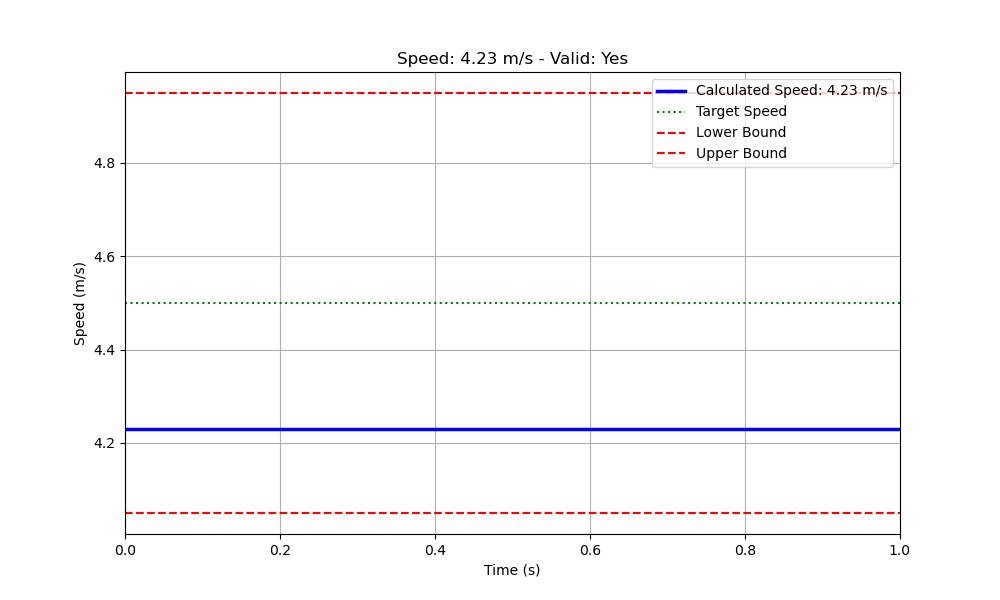 Speed: 4.23 m/s - Valid: Yes
Calculated Speed: 4.23 m/s
Target Speed
Lower Bound
Upper Bound
Speed (m/s)
4.8
4.6
4.4
4.2
0.0 0.2 0.4 0.6 0.8 1.0
Time (s)